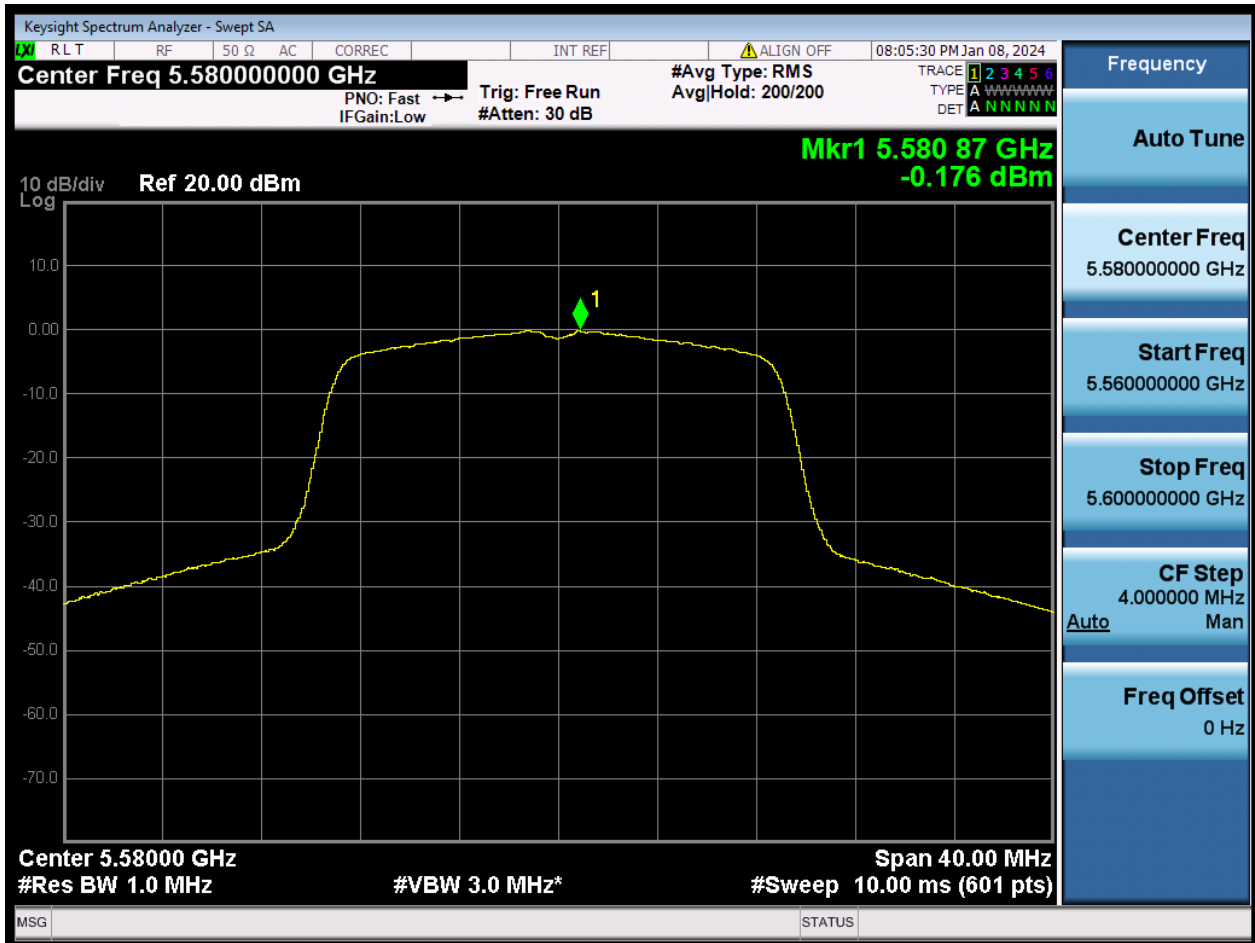 Keysight Spectrum Analyzer - Swept SA
LXI RLT RF 50 Ω AC CORREC INT REF ALIGN OFF 08:05:30 PM Jan 08, 2024
Center Freq 5.580000000 GHz
PNO: Fast
IFGain:Low
Trig: Free Run
#Atten: 30 dB
#Avg Type: RMS
Avg|Hold: 200/200
TRACE 1 2 3 4 5 6
TYPE A WWWWW
DET A N N N N N
Mkr1 5.580 87 GHz
-0.176 dBm
10 dB/div Ref 20.00 dBm
Log
1
10.0
0.00
-10.0
-20.0
-30.0
-40.0
-50.0
-60.0
-70.0
Center 5.58000 GHz Span 40.00 MHz
#Res BW 1.0 MHz #VBW 3.0 MHz* #Sweep 10.00 ms (601 pts)
MSG STATUS
Frequency
Auto Tune
Center Freq
5.580000000 GHz
Start Freq
5.560000000 GHz
Stop Freq
5.600000000 GHz
CF Step
4.000000 MHz
Auto Man
Freq Offset
0 Hz